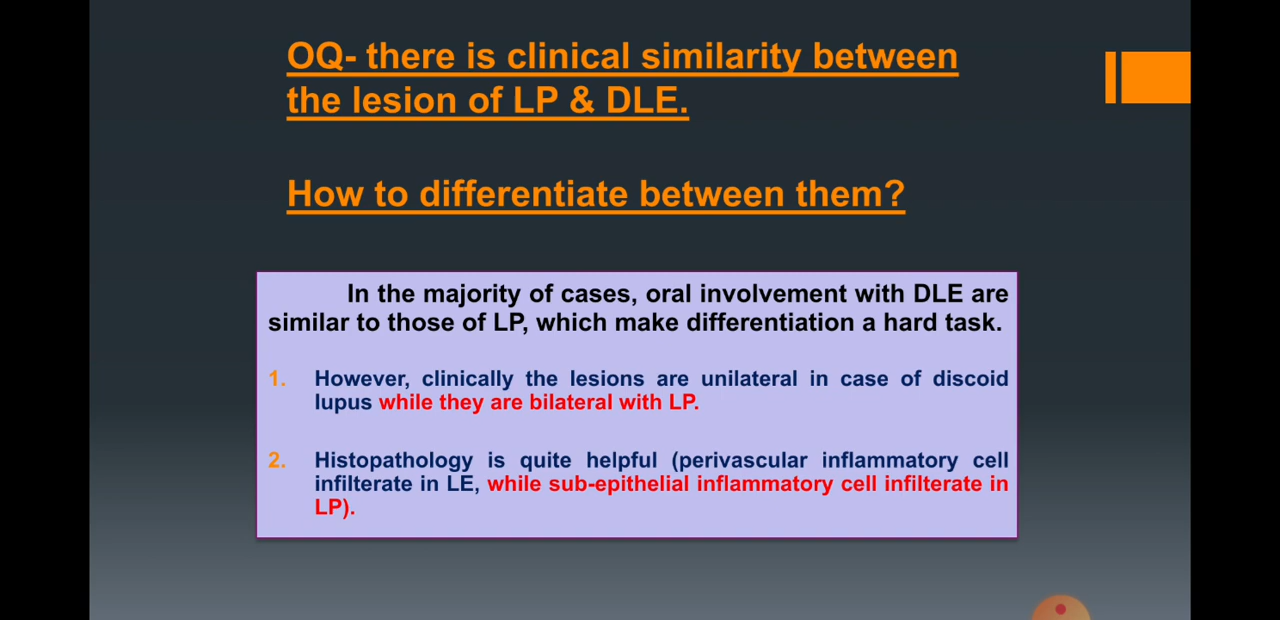 OQ- there is clinical similarity between
the lesion of LP & DLE.
How to differentiate between them?
In the majority of cases, oral involvement with DLE are
similar to those of LP, which make differentiation a hard task.
1. However, clinically the lesions are unilateral in case of discoid
lupus while they are bilateral with LP.
2. Histopathology is quite helpful (perivascular inflammatory cell
infilterate in LE, while sub-epithelial inflammatory cell infilterate in
LP).